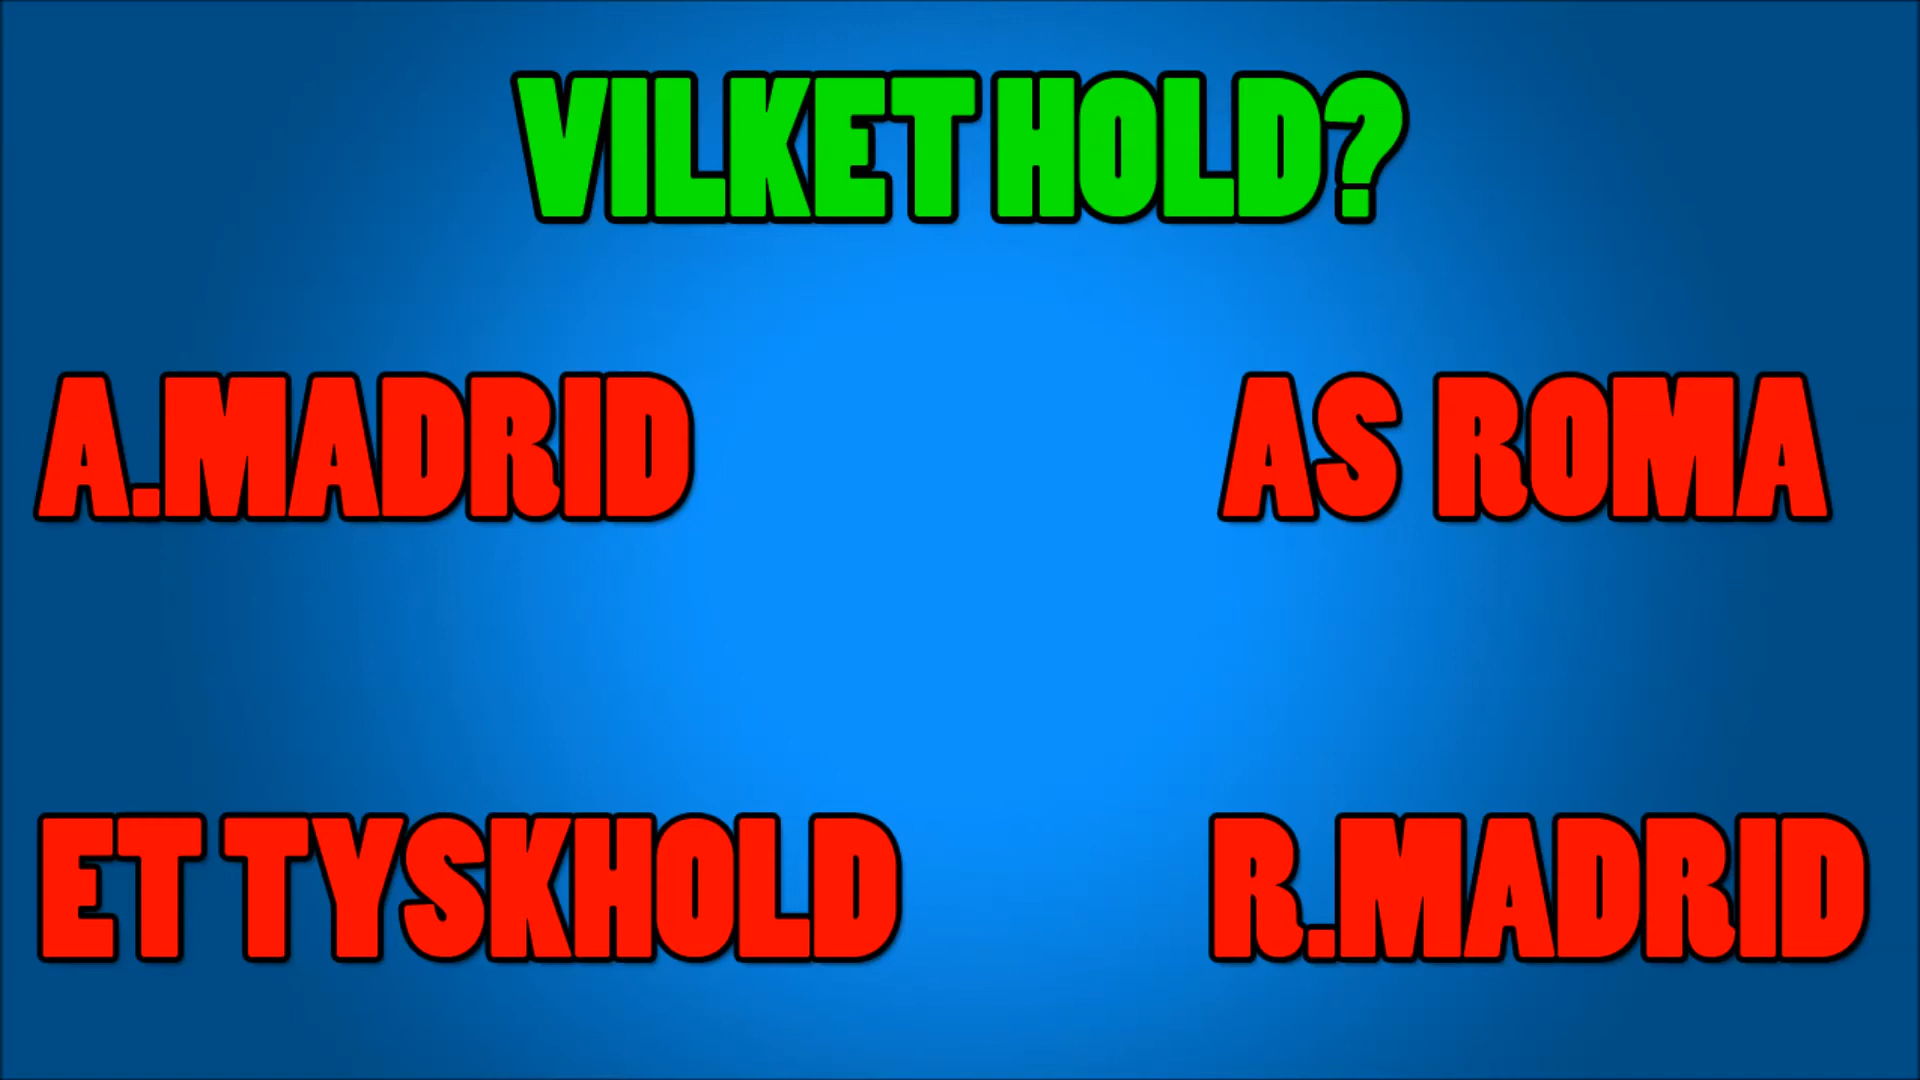 VILKET HOLD?
A.MADRID
AS ROMA
ET TYSKHOLD
R.MADRID